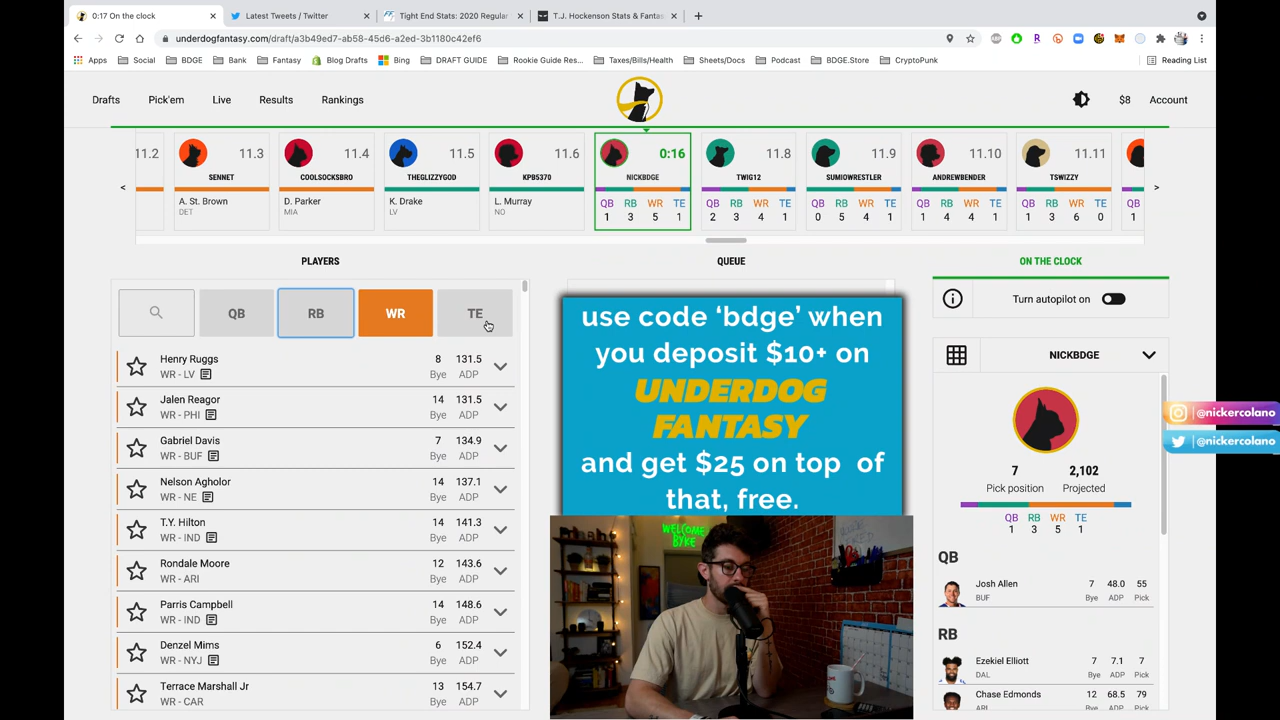 0:17 On the clock
Latest Tweets / Twitter
Tight End Stats: 2020 Regular
T.J. Hockenson Stats & Fantas
underdogfantasy.com/draft/a3b49ed7-ab58-45d6-a2ed-3b1180c42ef6
Apps Social BDGE Bank Fantasy Blog Drafts Bing DRAFT GUIDE Rookie Guide Res... Taxes/Bills/Health Sheets/Docs Podcast BDGE.Store CryptoPunk Reading List
Drafts Pick'em Live Results Rankings $8 Account
11.2 11.3 11.4 11.5 11.6 0:16 11.8 11.9 11.10 11.11
SENNET COOLSOCKSBRO THEGLIZZYGOD KPB5370 NICKBDGE TWIG12 SUMIOWRESTLER ANDREWBENDER TSWIZZY
A. St. Brown D. Parker K. Drake L. Murray QB RB WR TE QB RB WR TE QB RB WR TE QB RB WR TE QB RB WR TE QB
DET MIA LV NO 1 3 5 1 2 3 4 1 0 5 4 1 1 4 4 1 1 3 6 0 1
< >
PLAYERS
QB RB WR TE
Henry Ruggs 8 131.5
WR - LV Bye ADP
Jalen Reagor 14 131.5
WR - PHI Bye ADP
Gabriel Davis 7 134.9
WR - BUF Bye ADP
Nelson Agholor 14 137.1
WR - NE Bye ADP
T.Y. Hilton 14 141.3
WR - IND Bye ADP
Rondale Moore 12 143.6
WR - ARI Bye ADP
Parris Campbell 14 148.6
WR - IND Bye ADP
Denzel Mims 6 152.4
WR - NYJ Bye ADP
Terrace Marshall Jr 13 154.7
WR - CAR Bye ADP
QUEUE
use code 'bdge' when
you deposit $10+ on
UNDERDOG
FANTASY
and get $25 on top of
that, free.
WELCOME
BYKE
ON THE CLOCK
Turn autopilot on
NICKBDGE
7 2,102
Pick position Projected
QB RB WR TE
1 3 5 1
QB
Josh Allen 7 48.0 55
BUF Bye ADP Pick
RB
Ezekiel Elliott 7 7.1 7
DAL Bye ADP Pick
Chase Edmonds 12 68.5 79
ARI Bye ADP Pick
|@nickercolano
|@nickercolano